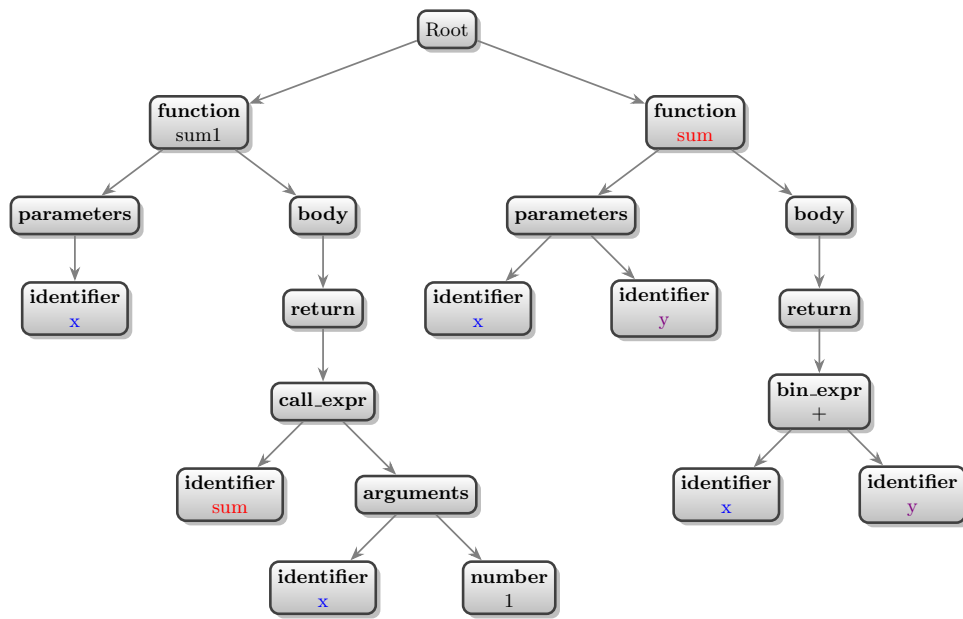 Root
function
sum1
function
sum
parameters
body
parameters
body
identifier
x
return
identifier
x
identifier
y
return
call_expr
bin_expr
+
identifier
sum
arguments
identifier
x
identifier
y
identifier
x
number
1